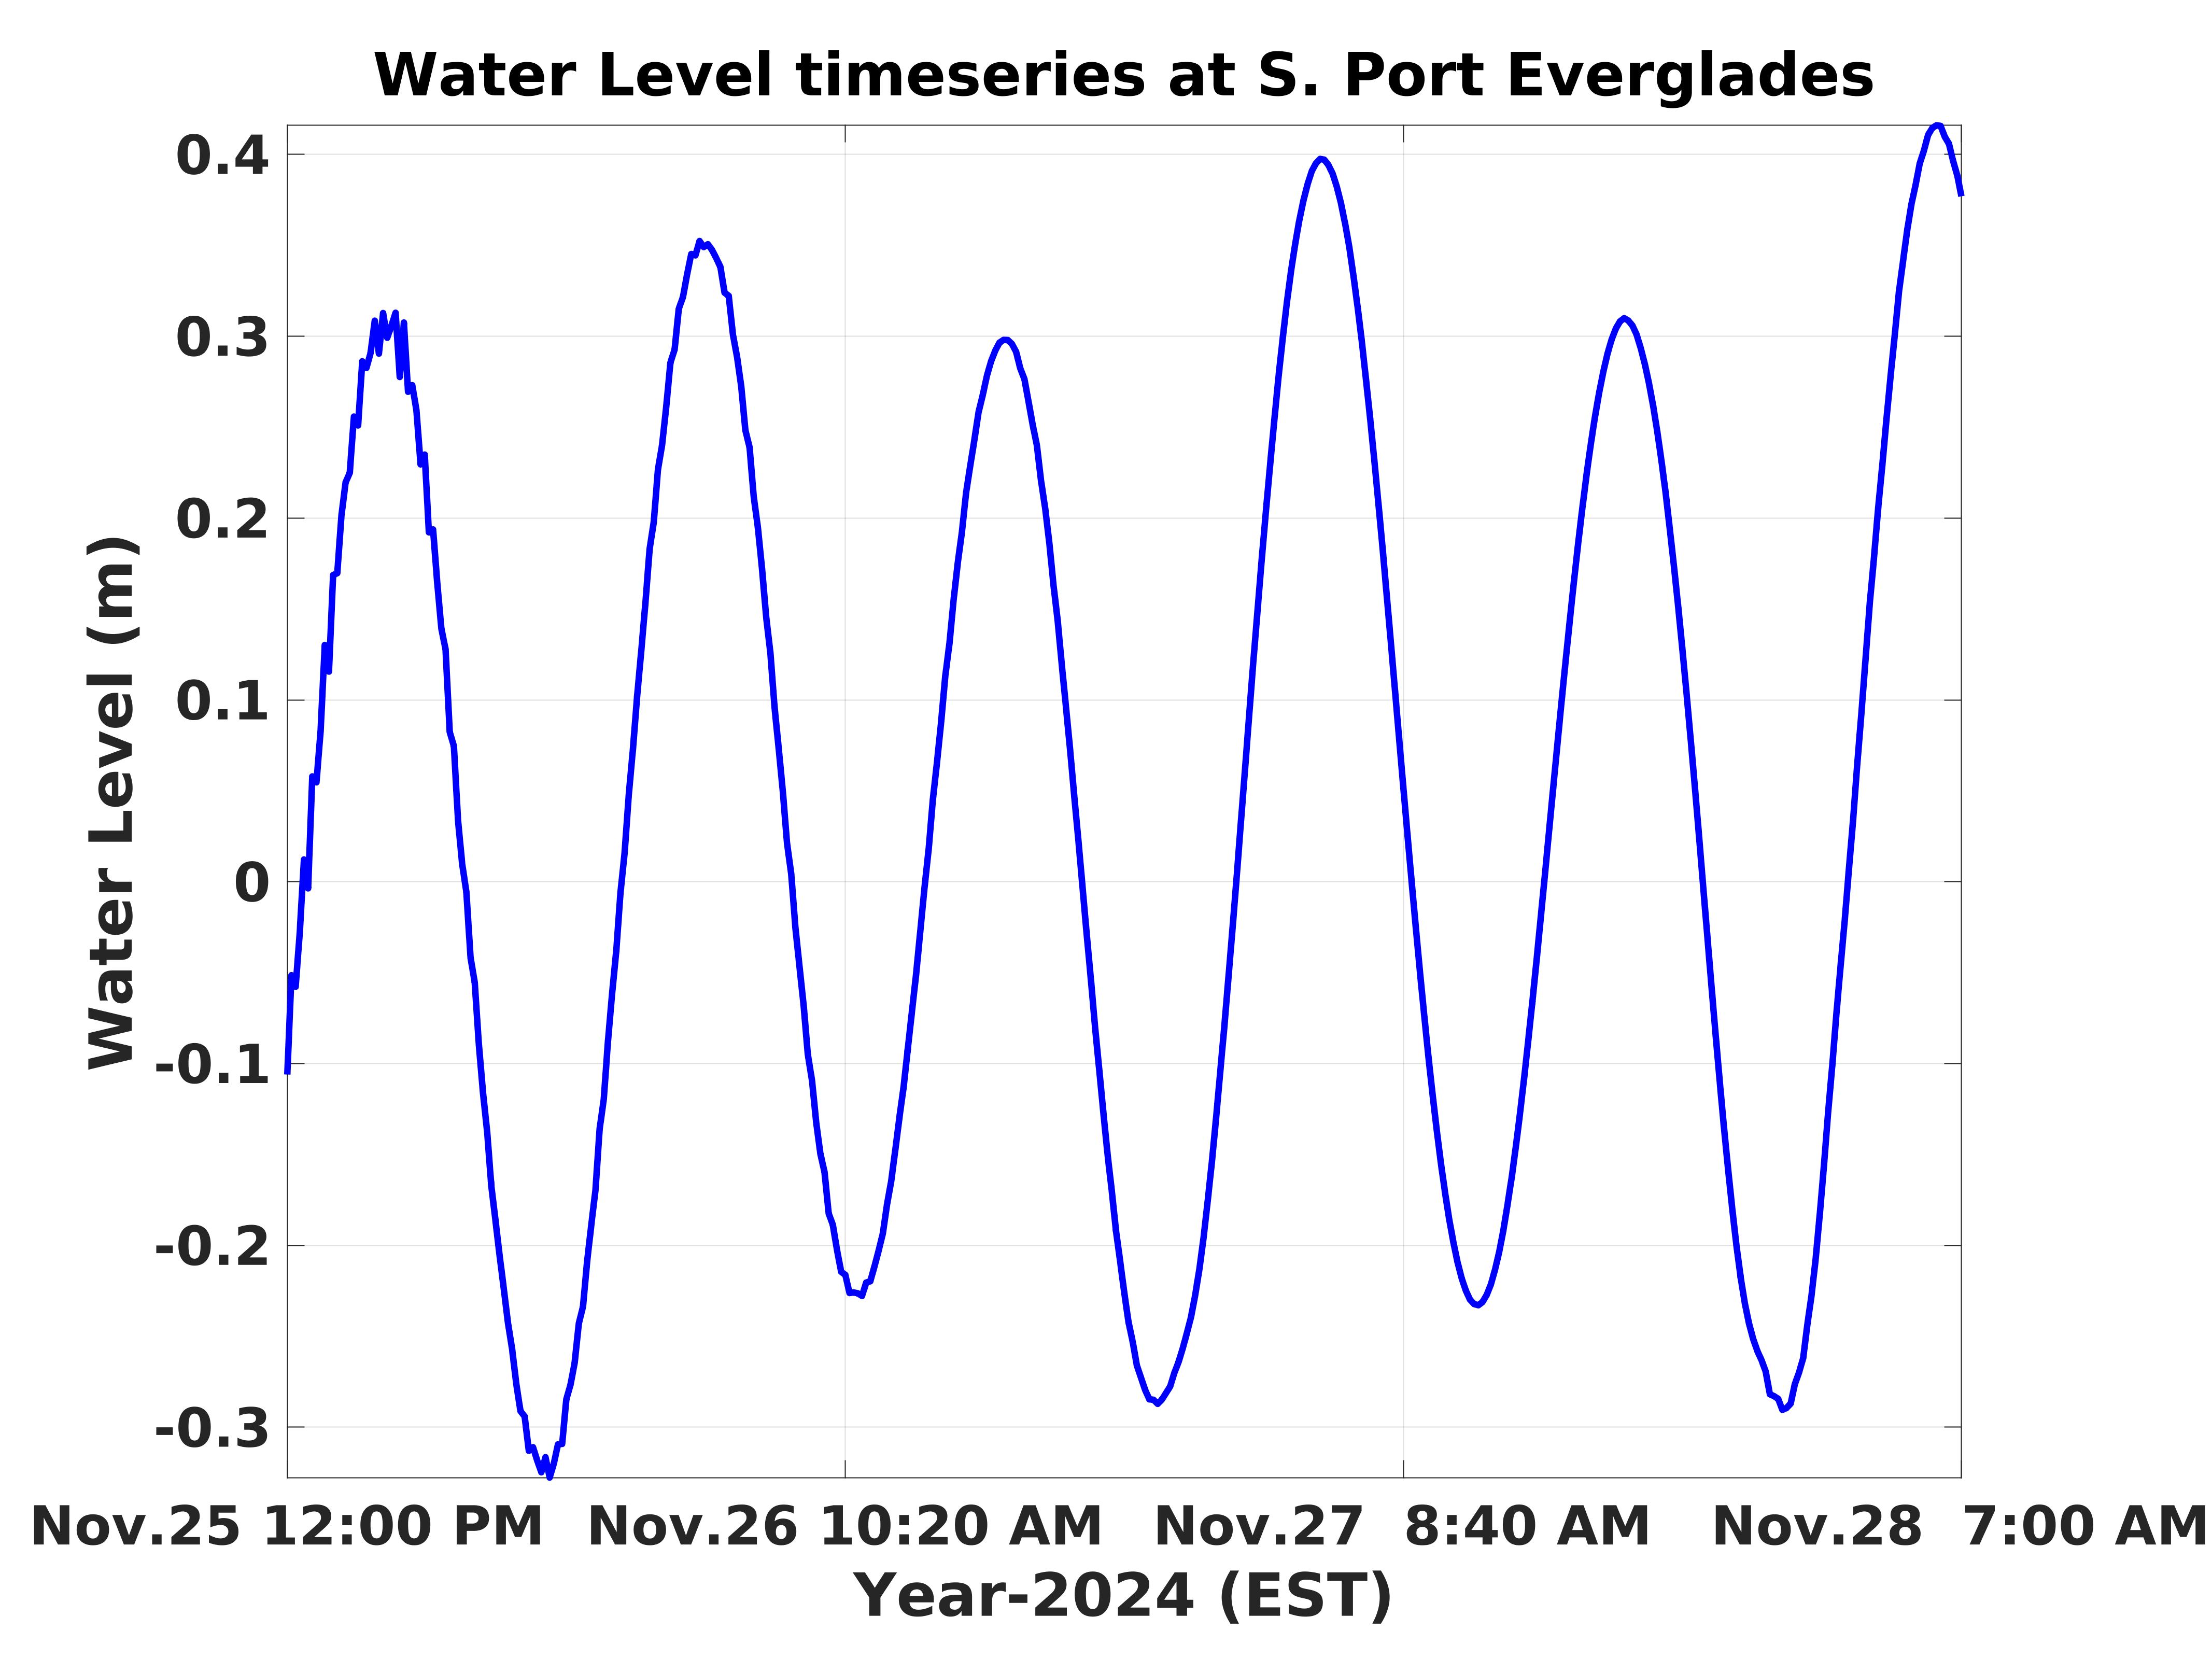 Water Level timeseries at S. Port Everglades
0.4
0.3
0.2
0.1
0
-0.1
-0.2
-0.3
Water Level (m)
Nov.25 12:00 PM Nov.26 10:20 AM Nov.27 8:40 AM Nov.28 7:00 AM
Year-2024 (EST)